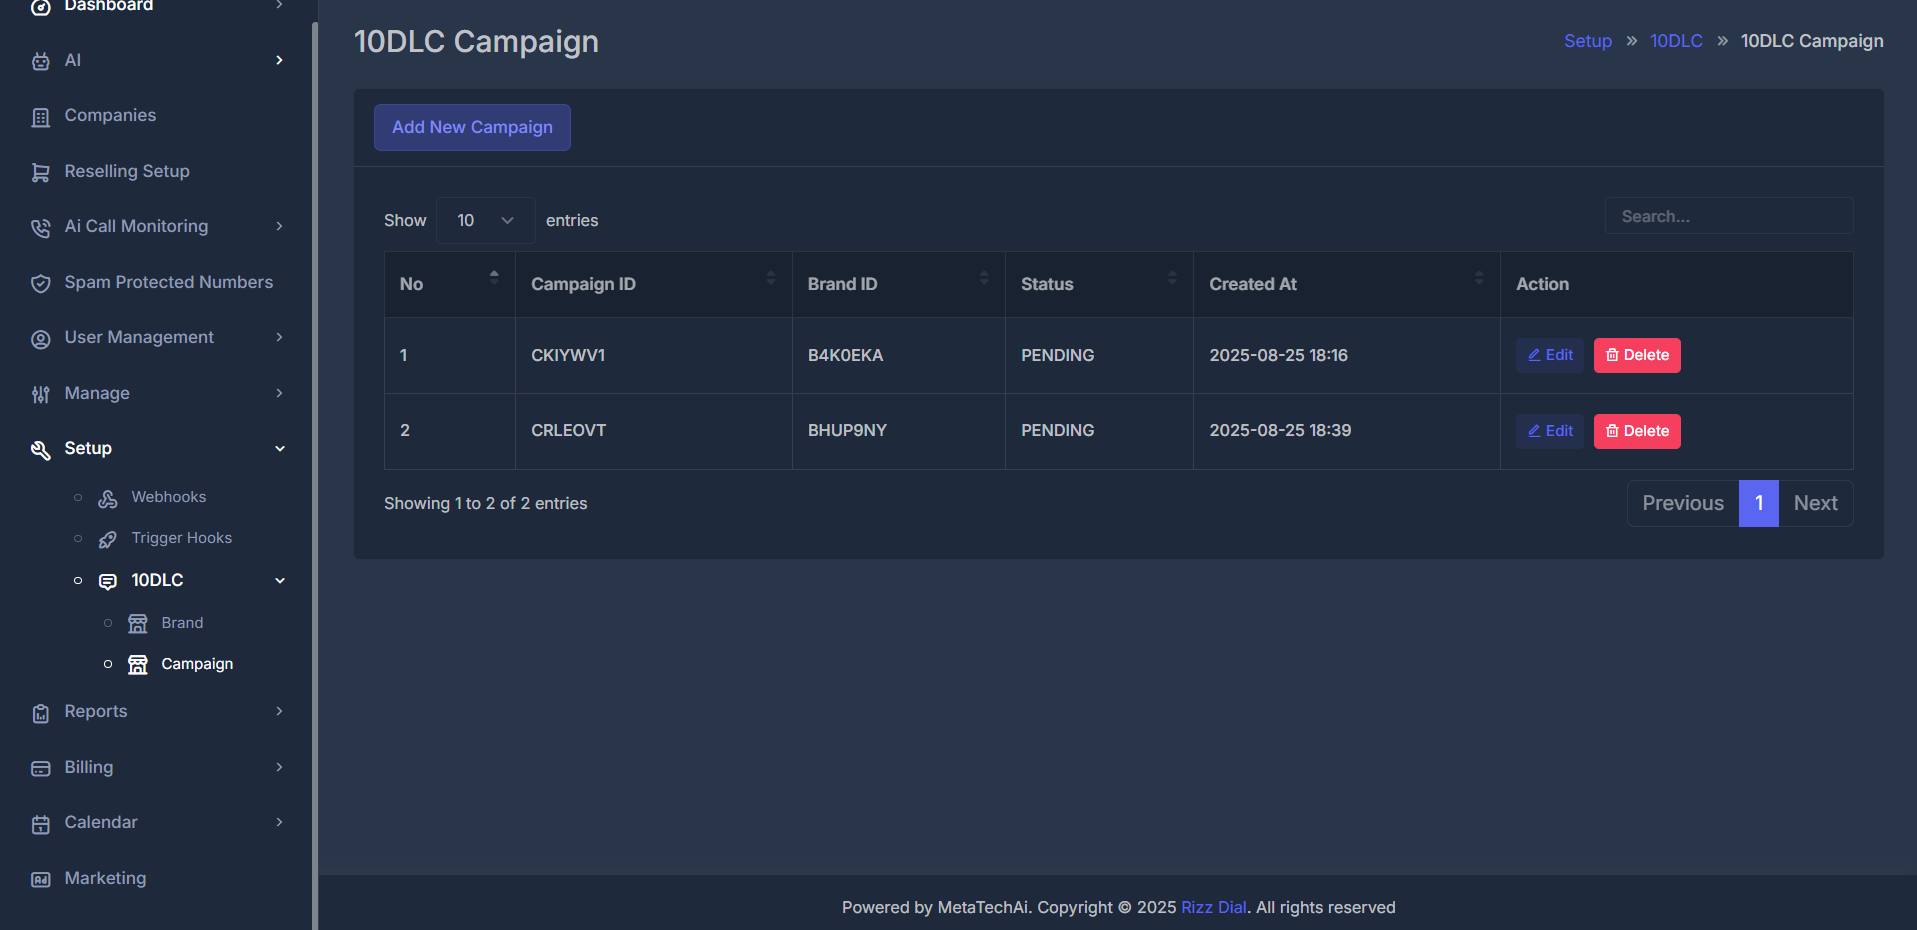 Dashboard
AI
Companies
Reselling Setup
Ai Call Monitoring
Spam Protected Numbers
User Management
Manage
Setup
Webhooks
Trigger Hooks
10DLC
Brand
Campaign
Reports
Billing
Calendar
Marketing
10DLC Campaign
Setup » 10DLC » 10DLC Campaign
Add New Campaign
Show 10 entries
Search...
No Campaign ID Brand ID Status Created At Action
1 CKIYWV1 B4K0EKA PENDING 2025-08-25 18:16 Edit Delete
2 CRLEOVT BHUP9NY PENDING 2025-08-25 18:39 Edit Delete
Showing 1 to 2 of 2 entries
Previous 1 Next
Powered by MetaTechAi. Copyright © 2025 Rizz Dial. All rights reserved